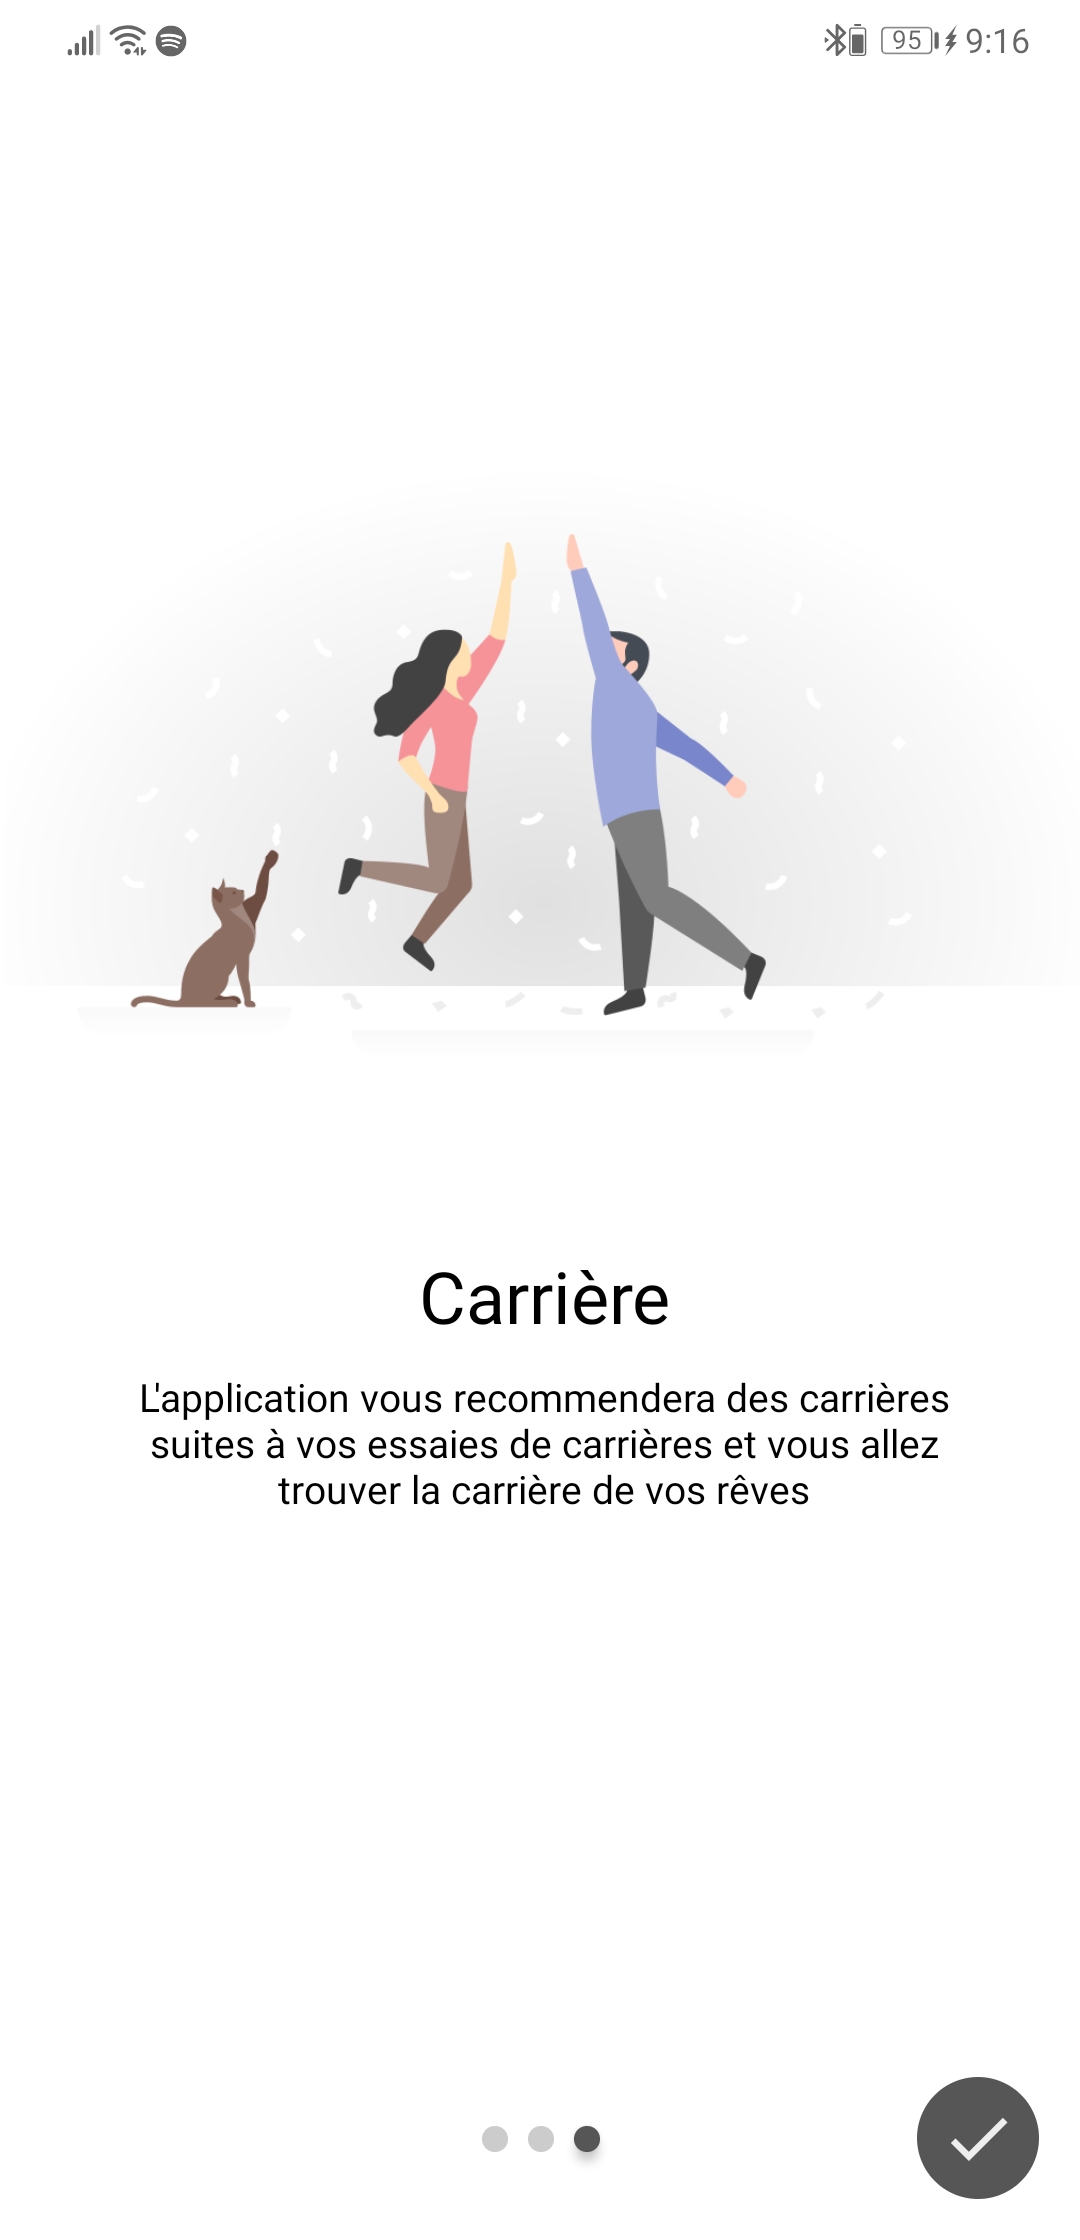 95 9:16
Carrière
L'application vous recommendera des carrières
suites à vos essaies de carrières et vous allez
trouver la carrière de vos rêves